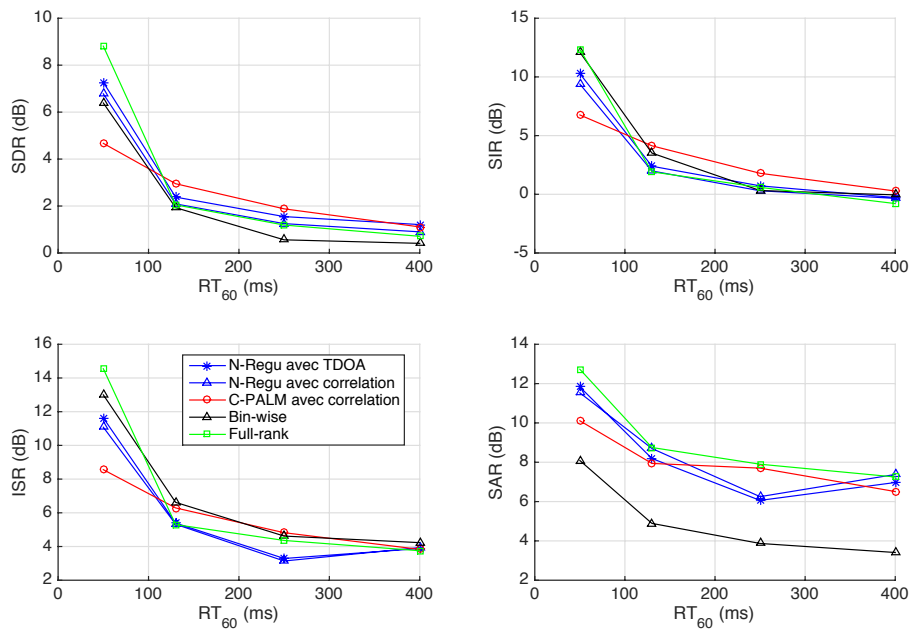 10
8
6
4
2
0
SDR (dB)
0 100 200 300 400
RT60 (ms)
15
10
5
0
-5
SIR (dB)
0 100 200 300 400
RT60 (ms)
16
14
12
10
8
6
4
2
ISR (dB)
N-Regu avec TDOA
N-Regu avec correlation
C-PALM avec correlation
Bin-wise
Full-rank
0 100 200 300 400
RT60 (ms)
14
12
10
8
6
4
2
SAR (dB)
0 100 200 300 400
RT60 (ms)